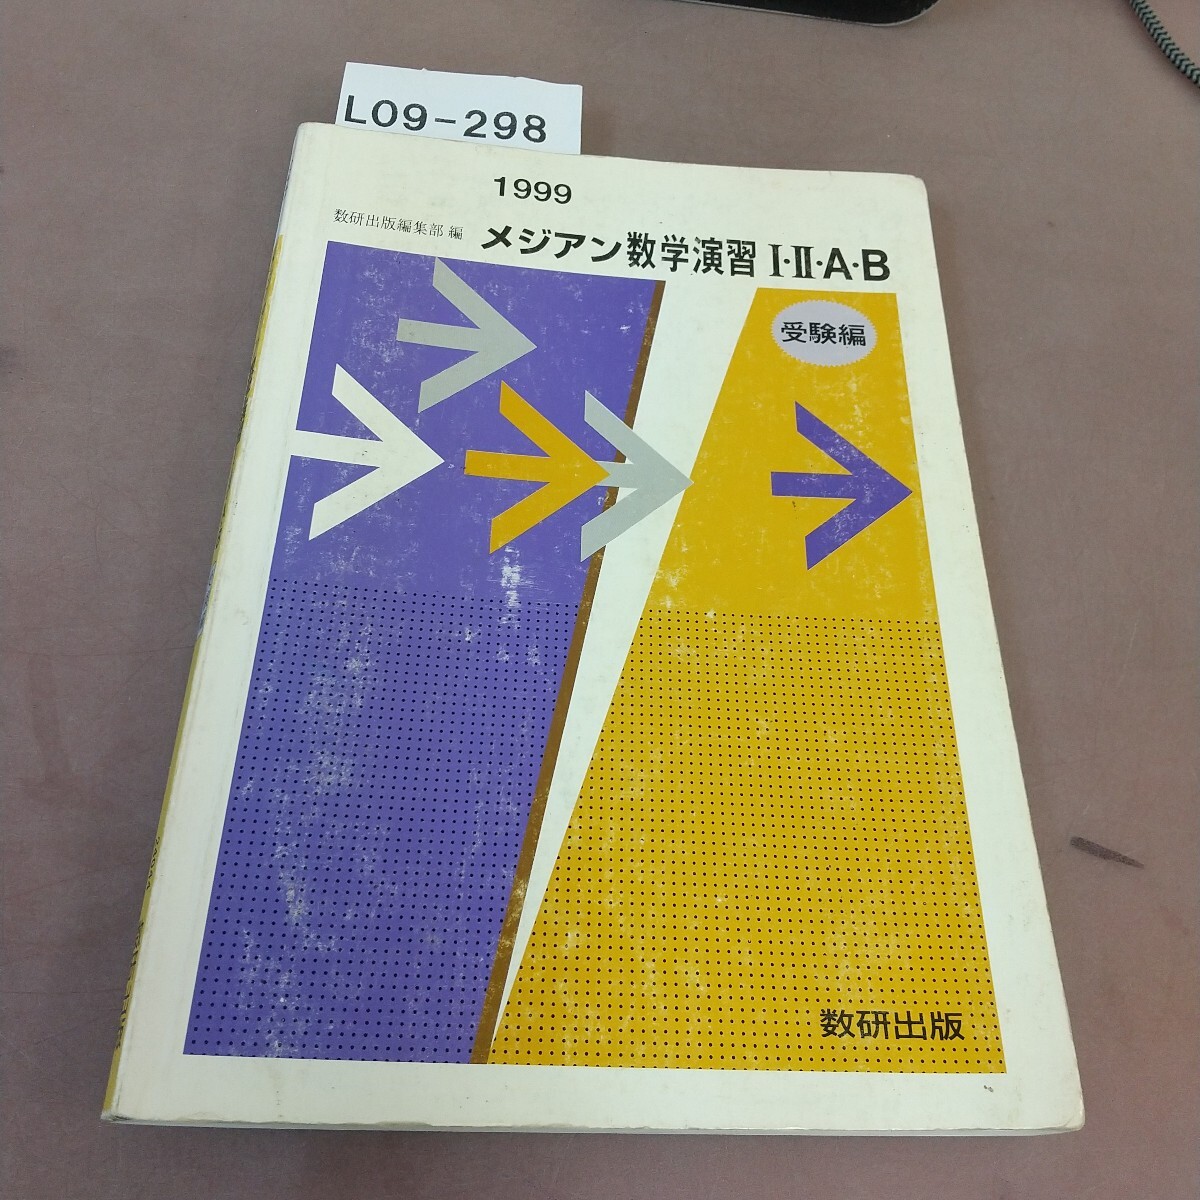 L09-298
1999
数研出版編集部 編
メジアン数学演習 I・II・A・B
受験編
数研出版